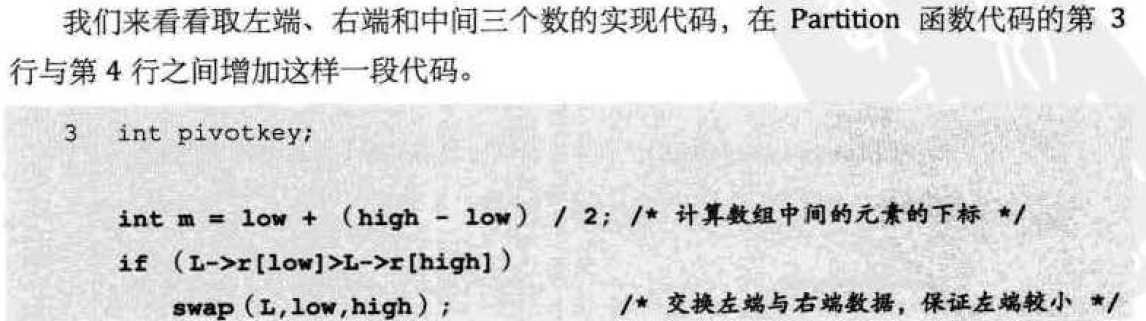 我们来看看取左端、右端和中间三个数的实现代码，在 Partition 函数代码的第 3
行与第 4 行之间增加这样一段代码。
3 int pivotkey;
int m = low + (high - low) / 2; /* 计算数组中间的元素的下标 */
if (L->r[low]>L->r[high])
swap(L,low,high); /* 交换左端与右端数据，保证左端较小 */